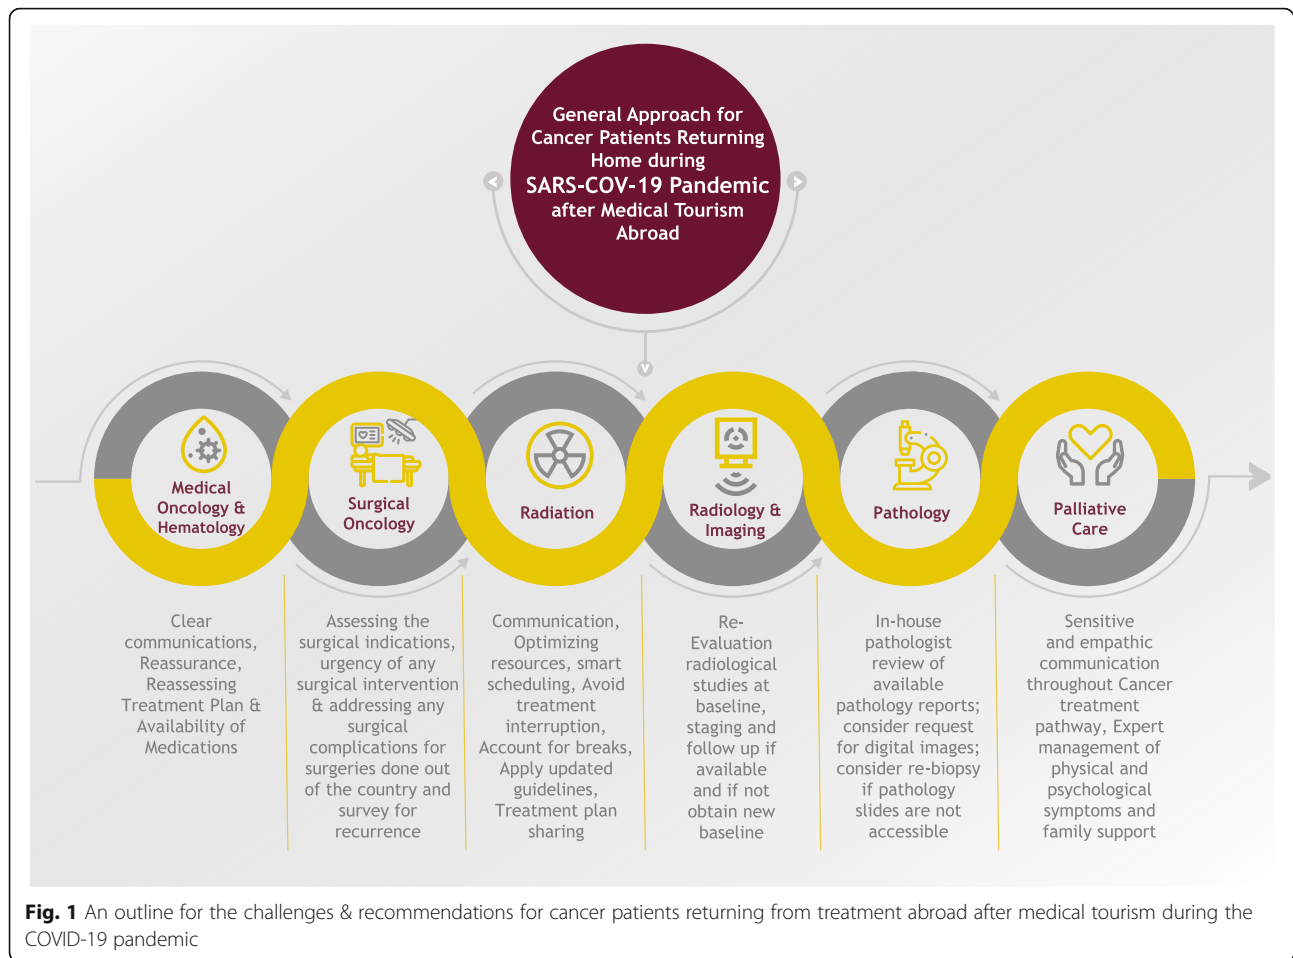 General Approach for
Cancer Patients Returning
Home during
SARS-COV-19 Pandemic
after Medical Tourism
Abroad
Medical
Oncology &
Hematology
Surgical
Oncology
Radiation
Radiology &
Imaging
Pathology
Palliative
Care
Clear
communications,
Reassurance,
Reassessing
Treatment Plan &
Availability of
Medications
Assessing the
surgical indications,
urgency of any
surgical intervention
& addressing any
surgical
complications for
surgeries done out
of the country and
survey for
recurrence
Communication,
Optimizing
resources, smart
scheduling, Avoid
treatment
interruption,
Account for breaks,
Apply updated
guidelines,
Treatment plan
sharing
Re-
Evaluation
radiological
studies at
baseline,
staging and
follow up if
available
and if not
obtain new
baseline
In-house
pathologist
review of
available
pathology reports;
consider request
for digital images;
consider re-biopsy
if pathology
slides are not
accessible
Sensitive
and empathic
communication
throughout Cancer
treatment
pathway, Expert
management of
physical and
psychological
symptoms and
family support
Fig. 1 An outline for the challenges & recommendations for cancer patients returning from treatment abroad after medical tourism during the
COVID-19 pandemic